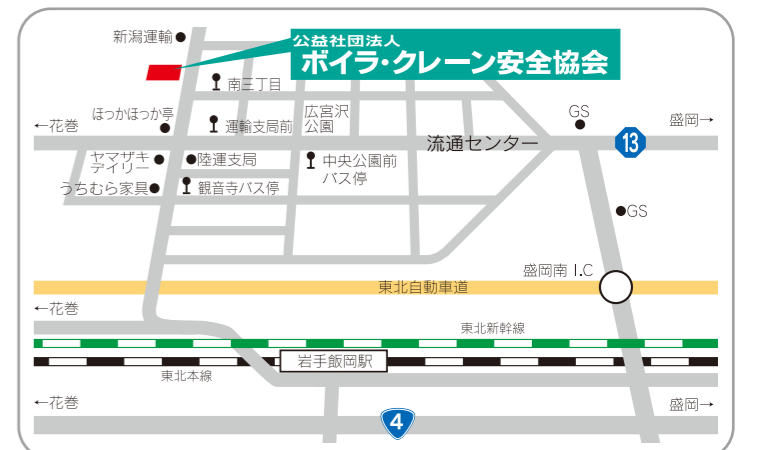 新潟運輸
公益社団法人
ボイラ・クレーン安全協会
南三丁目
ほっかほっか亭
広宮沢
公園
GS
←花巻
運輸支局前
盛岡→
流通センター
13
ヤマザキ
デイリー
陸運支局
中央公園前
バス停
うちむら家具
観音寺バス停
GS
盛岡南 I.C
東北自動車道
←花巻
東北新幹線
岩手飯岡駅
東北本線
←花巻
盛岡→
4